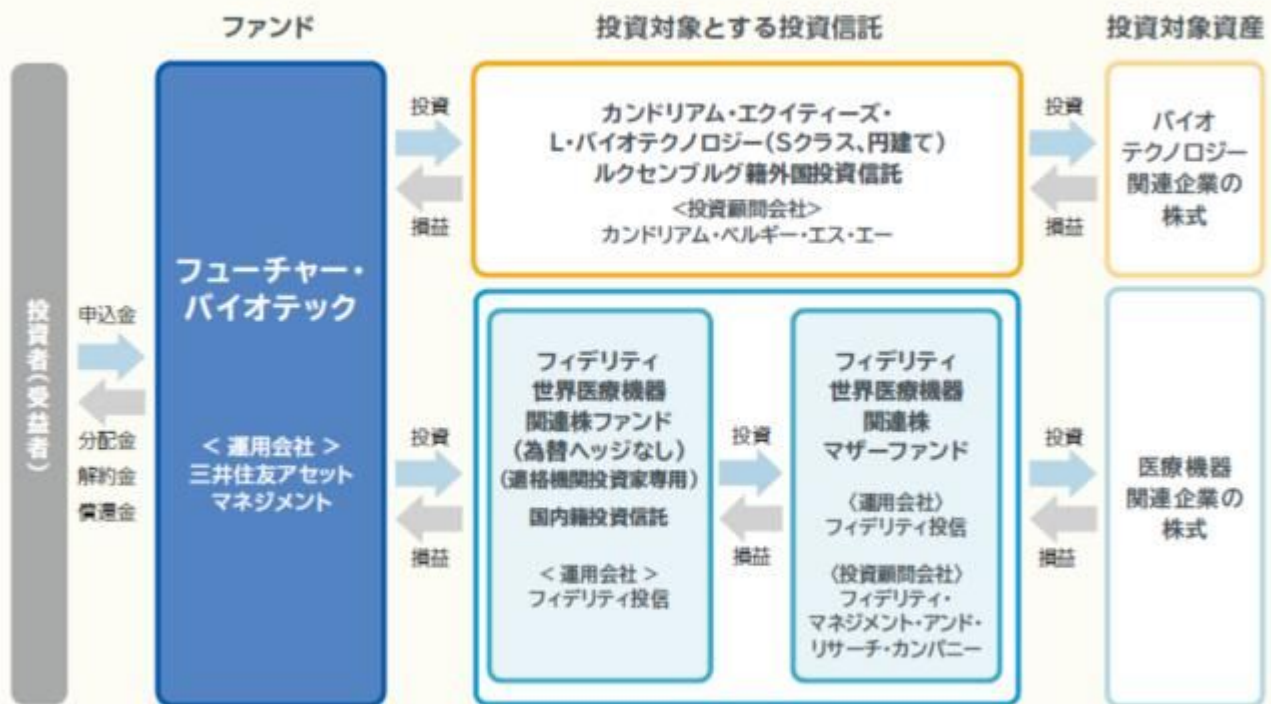 ファンド
投資対象とする投資信託
投資対象資産
投資者(受益者)
申込金
分配金
解約金
償還金
フューチャー・
バイオテック
< 運用会社 >
三井住友アセット
マネジメント
投資
損益
カンドリアム・エクイティーズ・
L・バイオテクノロジー(Sクラス、円建て)
ルクセンブルグ籍外国投資信託
<投資顧問会社>
カンドリアム・ベルギー・エス・エー
投資
損益
バイオ
テクノロジー
関連企業の
株式
投資
損益
フィデリティ
世界医療機器
関連株ファンド
(為替ヘッジなし)
(適格機関投資家専用)
国内籍投資信託
< 運用会社 >
フィデリティ投信
投資
損益
フィデリティ
世界医療機器
関連株
マザーファンド
〈運用会社〉
フィデリティ投信
〈投資顧問会社〉
フィデリティ・
マネジメント・アンド・
リサーチ・カンパニー
投資
損益
医療機器
関連企業の
株式